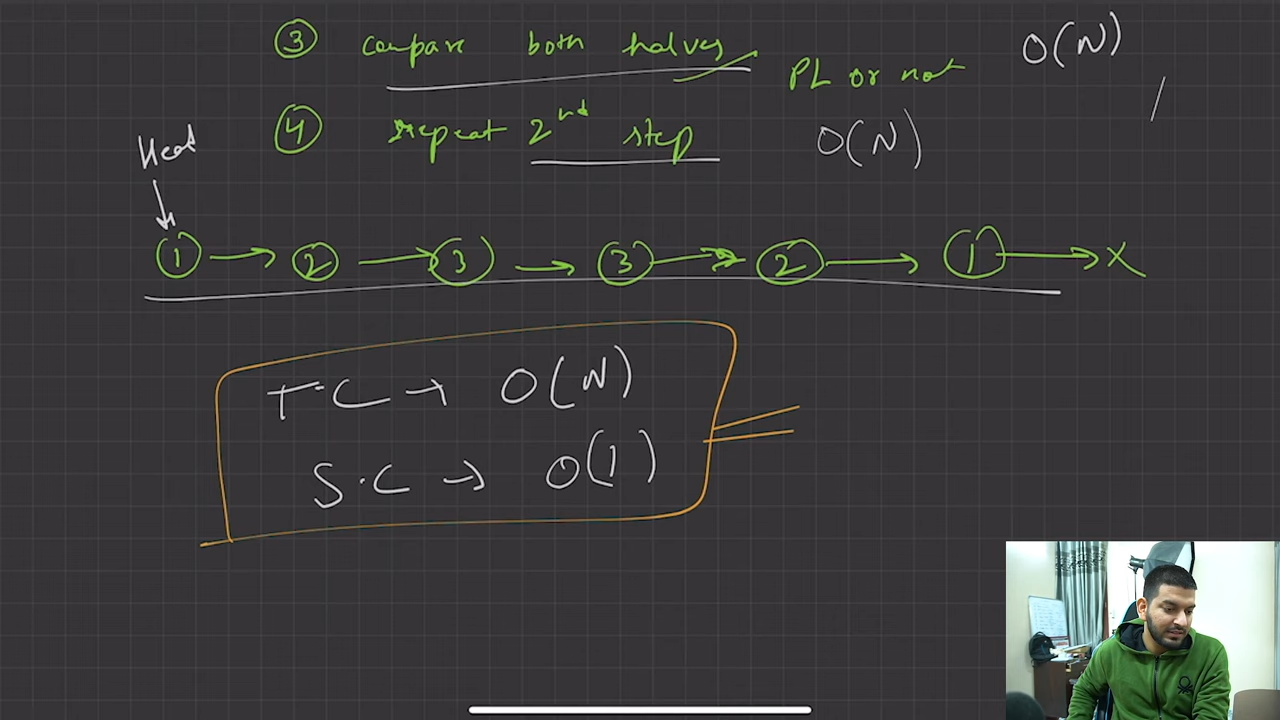 ③ compare both halves
PL or not
O(N)
④ repeat 2nd step
O(N)
Head
1 → 2 → 3 → 3 → 2 → 1 → X
T.C → O(N)
S.C → O(1)